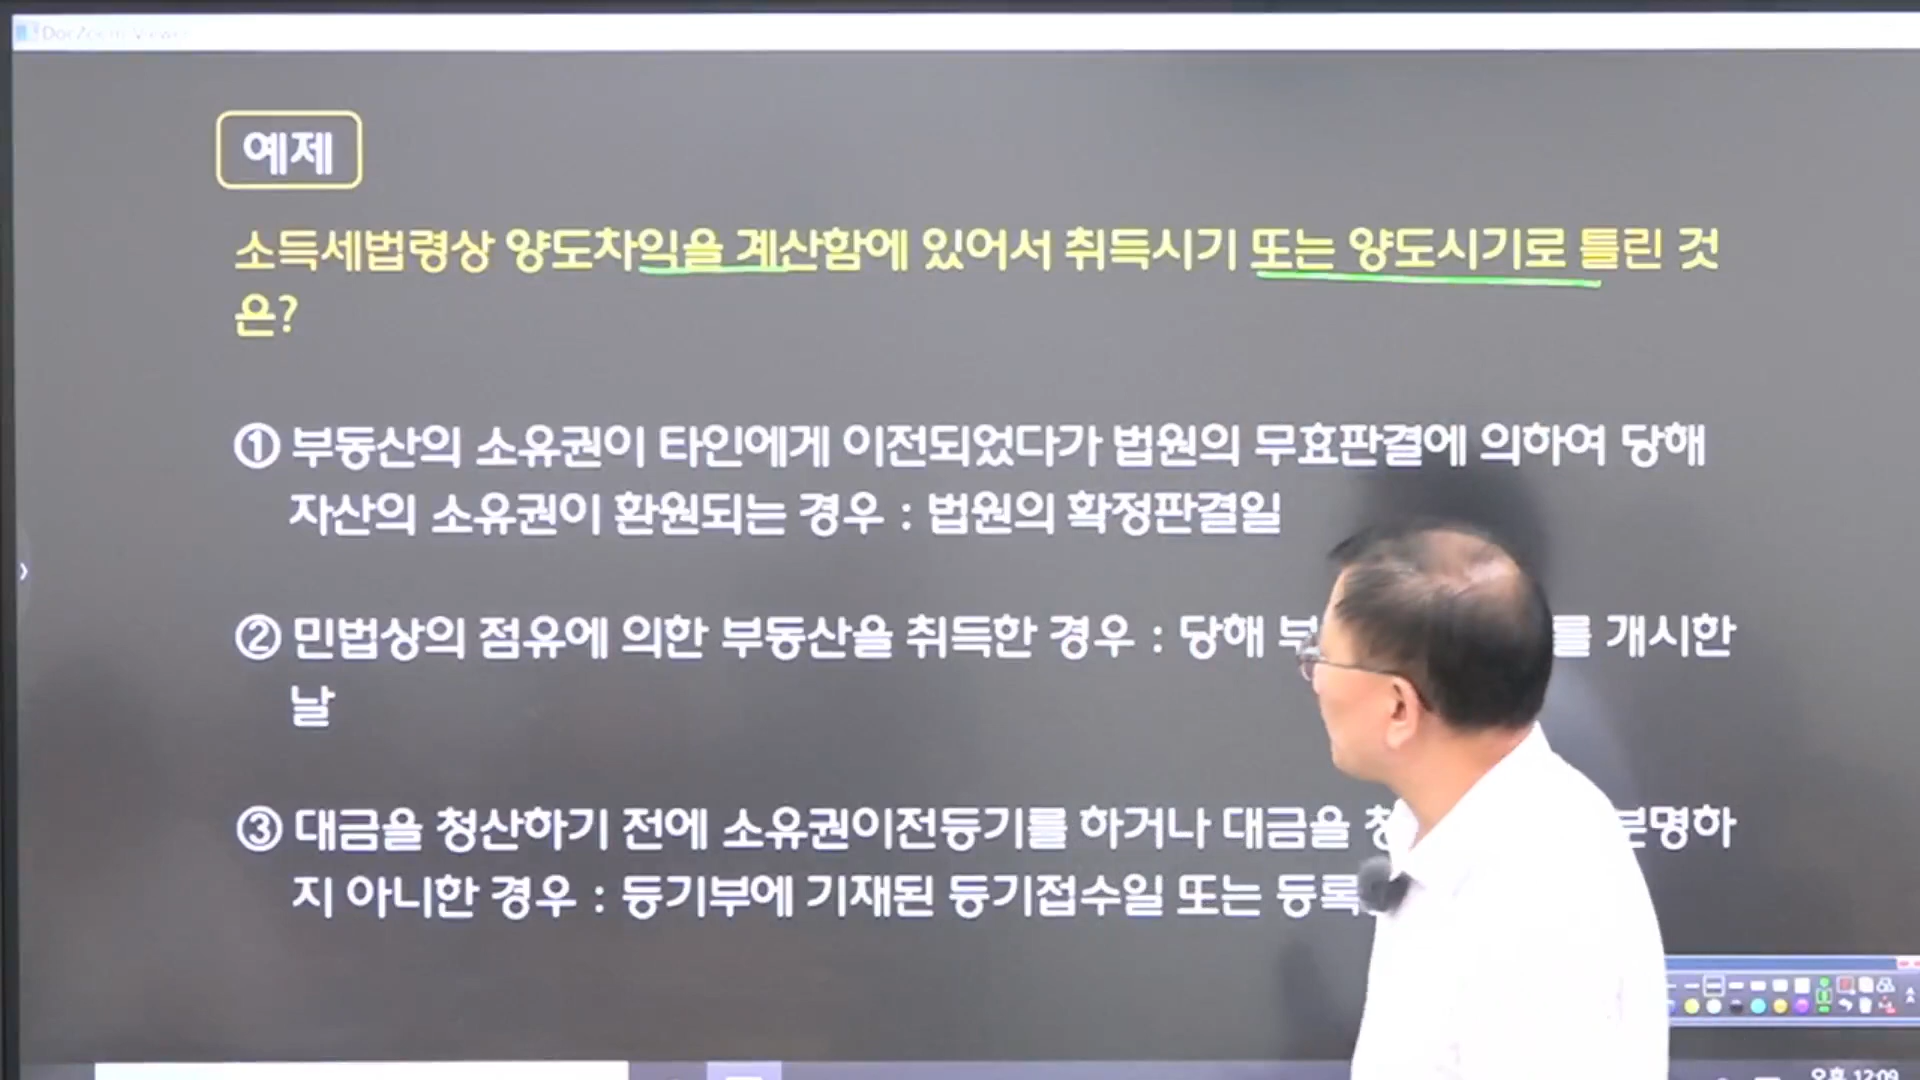 DocZoom Viewer
예제
소득세법령상 양도차익을 계산함에 있어서 취득시기 또는 양도시기로 틀린 것
은?
① 부동산의 소유권이 타인에게 이전되었다가 법원의 무효판결에 의하여 당해
자산의 소유권이 환원되는 경우 : 법원의 확정판결일
② 민법상의 점유에 의한 부동산을 취득한 경우 : 당해 를 개시한
날
③ 대금을 청산하기 전에 소유권이전등기를 하거나 대금을 분명하
지 아니한 경우 : 등기부에 기재된 등기접수일 또는 등록
오후 12:09